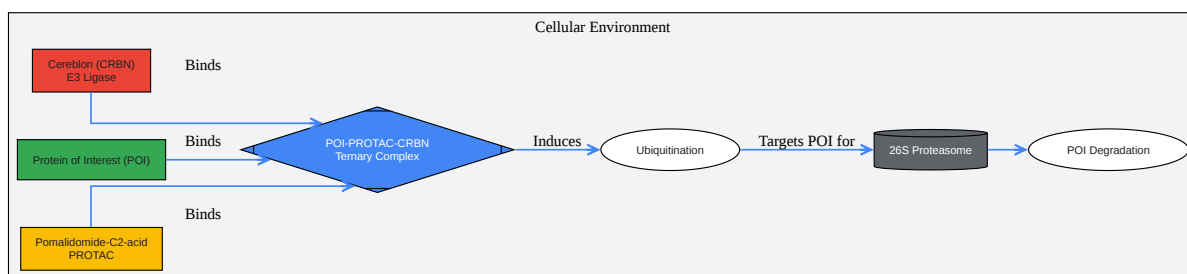 Cellular Environment
Cereblon (CRBN)
E3 Ligase
Binds
Protein of Interest (POI)
Binds
POI-PROTAC-CRBN
Ternary Complex
Induces
Ubiquitination
Targets POI for
26S Proteasome
POI Degradation
Pomalidomide-C2-acid
PROTAC
Binds